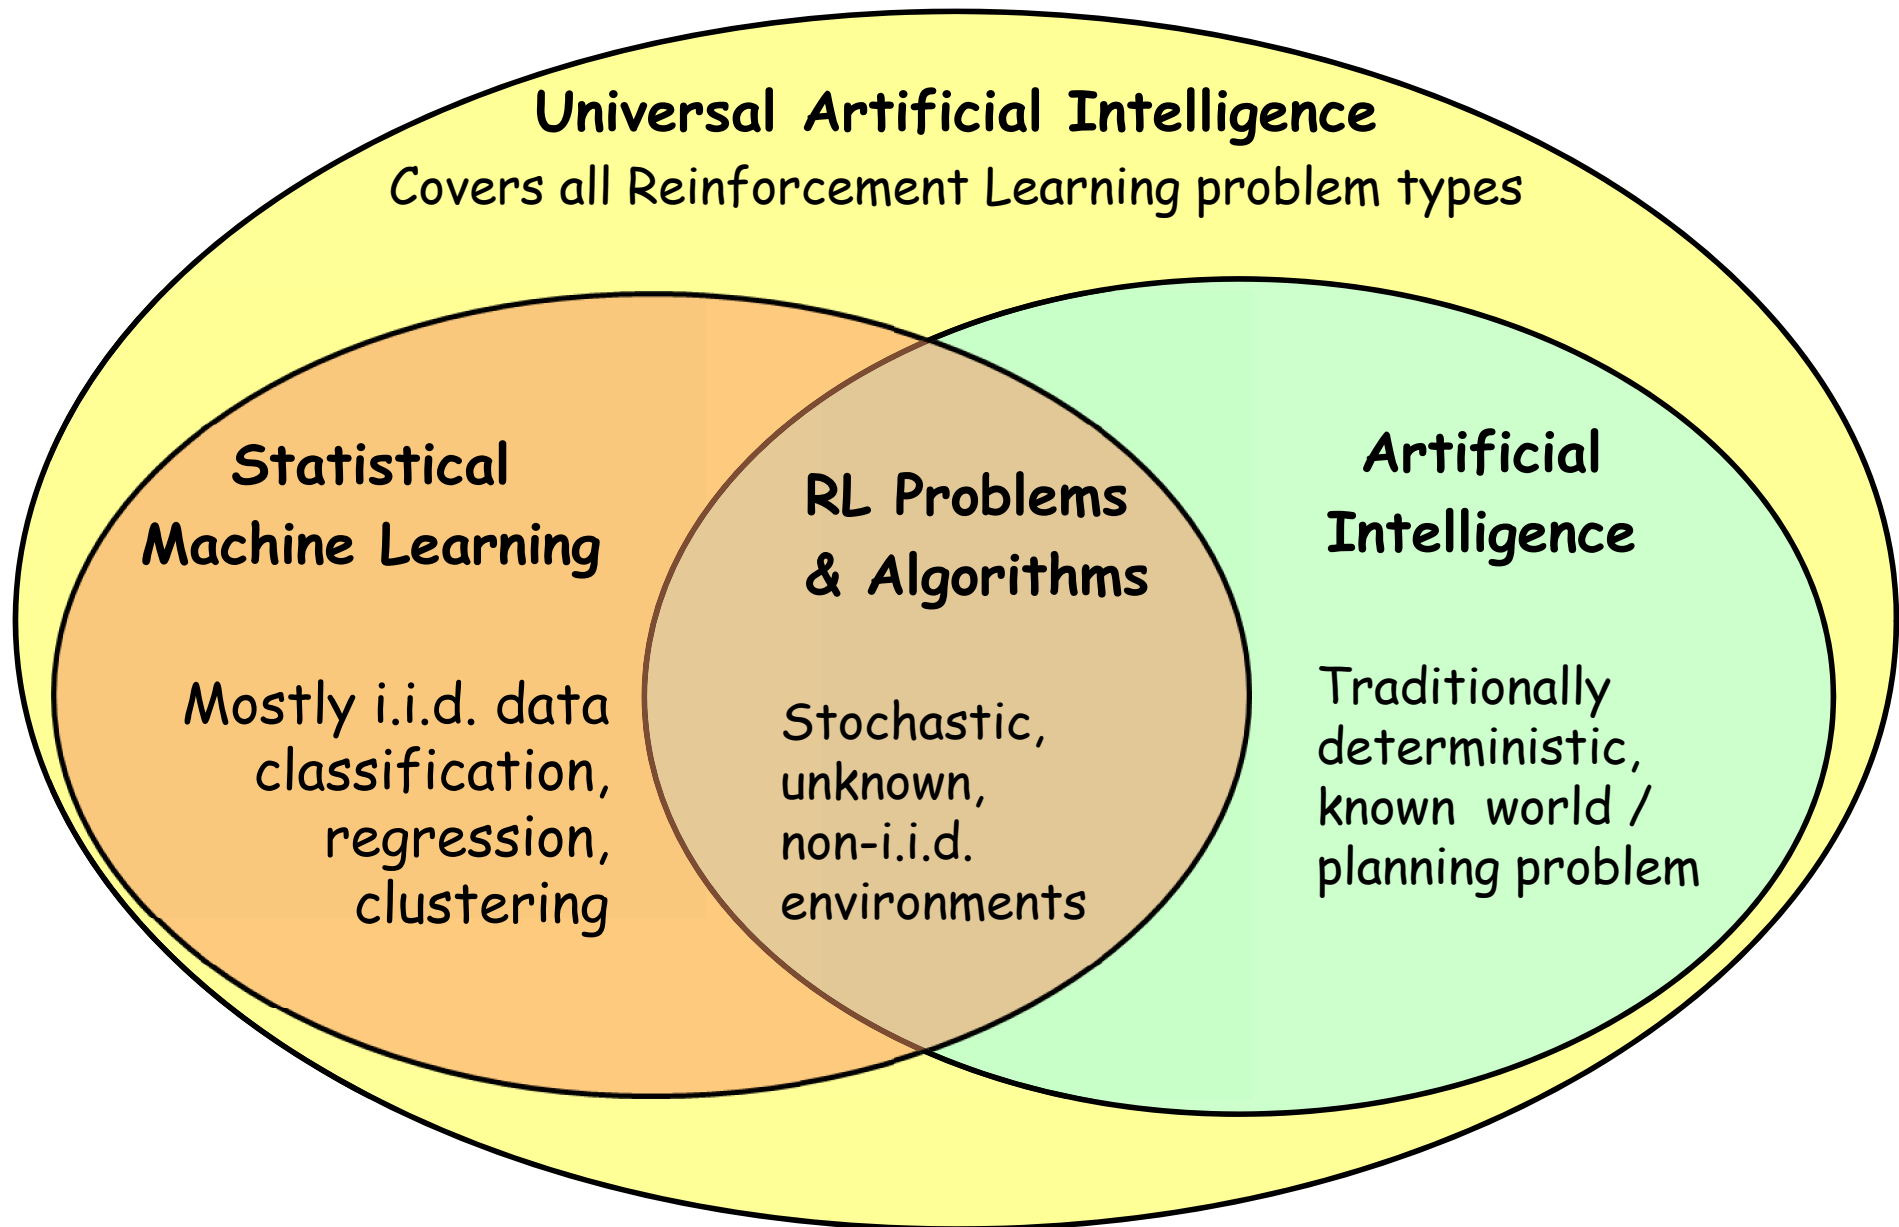 Universal Artificial Intelligence
Covers all Reinforcement Learning problem types
Statistical
Machine Learning
Mostly i.i.d. data
classification,
regression,
clustering
RL Problems
& Algorithms
Stochastic,
unknown,
non-i.i.d.
environments
Artificial
Intelligence
Traditionally
deterministic,
known world /
planning problem